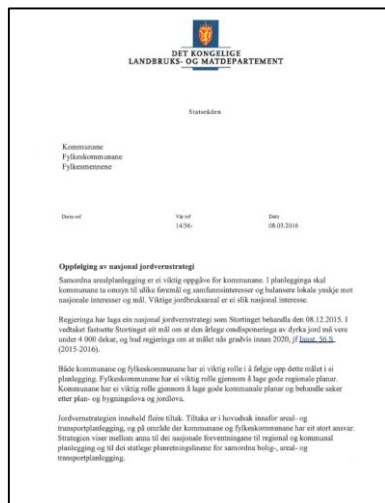 DET KONGELIGE
LANDBRUKS- OG MATDEPARTEMENT
Statsråden
Kommunane
Fylkeskommunane
Fylkesmennene
Deres ref
Vår ref
Dato
14/56-
08.03.2016
Oppfølging av nasjonal jordvernstrategi
Samordna arealplanlegging er ei viktig oppgåve for kommunane. I planlegginga skal
kommunane ta omsyn til ulike føremål og samfunnsinteresser og balansere lokale ynskje mot
nasjonale interesser og mål. Viktige jordbruksareal er ei slik nasjonal interesse.
Regjeringa har laga ein nasjonal jordvernstrategi som Stortinget behandla den 08.12.2015. I
vedtaket fastsette Stortinget eit mål om at den årlege omdisponeringa av dyrka jord må vere
under 4 000 dekar, og bad regjeringa om at målet nås gradvis innan 2020, jf Innst. 56 S
(2015-2016).
Både kommunane og fylkeskommunane har ei viktig rolle i å følgje opp dette målet i si
planlegging. Fylkeskommunane har ei viktig rolle gjennom å lage gode regionale planar.
Kommunane har ei viktig rolle gjennom å lage gode kommunale planar og behandle saker
etter plan- og bygningslova og jordlova.
Jordvernstrategien inneheld fleire tiltak. Tiltaka er i hovudsak innafor areal- og
transportplanlegging, og på område der kommunane og fylkeskommunane har eit stort ansvar.
Strategien viser mellom anna til dei nasjonale forventingane til regional og kommunal
planlegging og til dei statlege planretningslinene for samordna bolig-, areal- og
transportplanlegging.